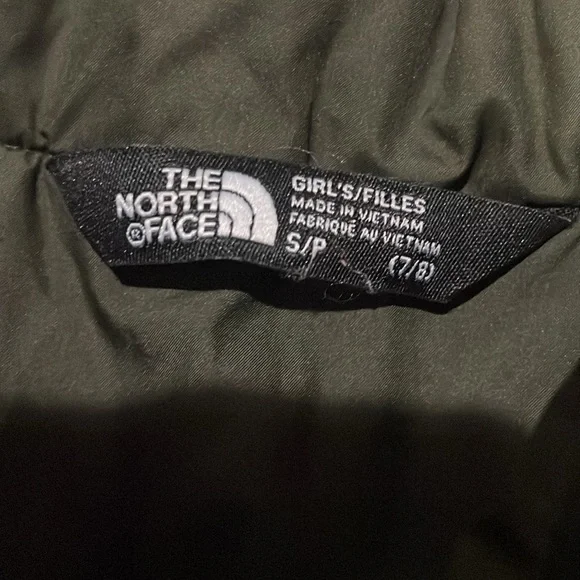 THE
NORTH
®FACE
GIRL'S/FILLES
MADE IN VIETNAM
FABRIQUÉ AU VIETNAM
S/P (7/8)